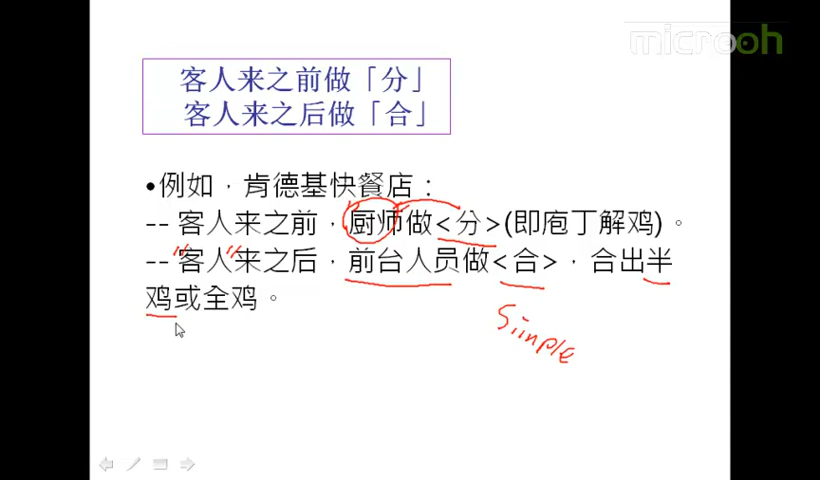 microoh
客人来之前做「分」
客人来之后做「合」
•例如，肯德基快餐店：
-- 客人来之前，厨师做<分>(即庖丁解鸡)。
-- 客人来之后，前台人员做<合>，合出半
鸡或全鸡。
Simple